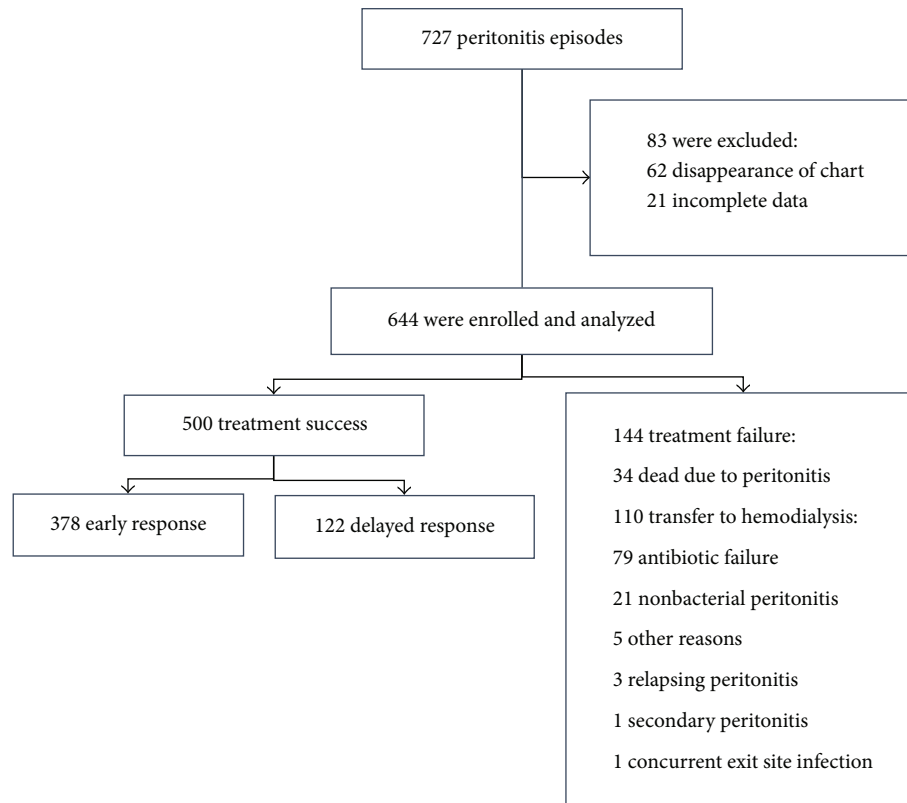 727 peritonitis episodes
83 were excluded:
62 disappearance of chart
21 incomplete data
644 were enrolled and analyzed
500 treatment success
378 early response
122 delayed response
144 treatment failure:
34 dead due to peritonitis
110 transfer to hemodialysis:
79 antibiotic failure
21 nonbacterial peritonitis
5 other reasons
3 relapsing peritonitis
1 secondary peritonitis
1 concurrent exit site infection